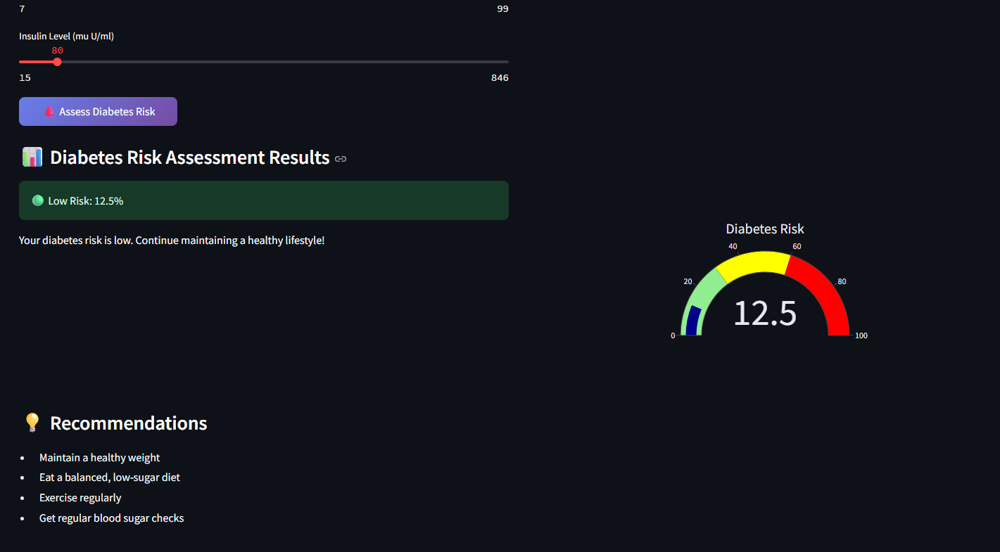 7 99
Insulin Level (mu U/ml)
80
15 846
Assess Diabetes Risk
Diabetes Risk Assessment Results
Low Risk: 12.5%
Your diabetes risk is low. Continue maintaining a healthy lifestyle!
Diabetes Risk
40 60
20 80
12.5
0 100
Recommendations
• Maintain a healthy weight
• Eat a balanced, low-sugar diet
• Exercise regularly
• Get regular blood sugar checks